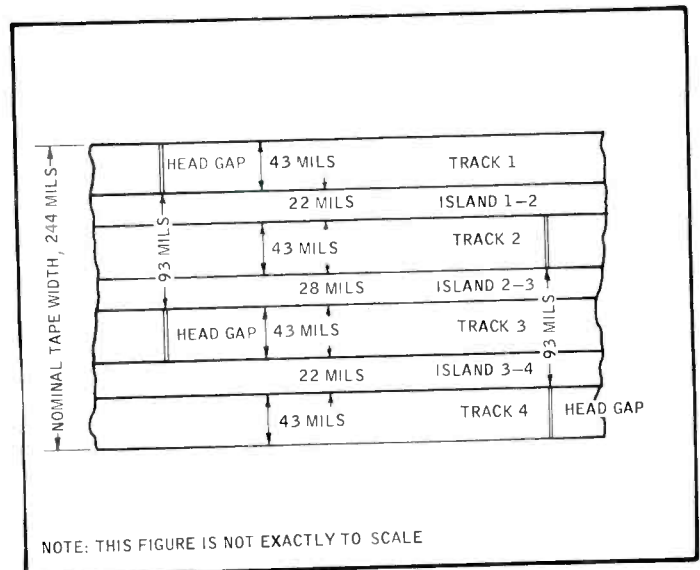 NOMINAL TAPE WIDTH, 244 MILS
HEAD GAP
43 MILS
TRACK 1
22 MILS
ISLAND 1–2
93 MILS
43 MILS
TRACK 2
28 MILS
ISLAND 2–3
HEAD GAP
43 MILS
TRACK 3
93 MILS
22 MILS
ISLAND 3–4
43 MILS
TRACK 4
HEAD GAP
NOTE: THIS FIGURE IS NOT EXACTLY TO SCALE